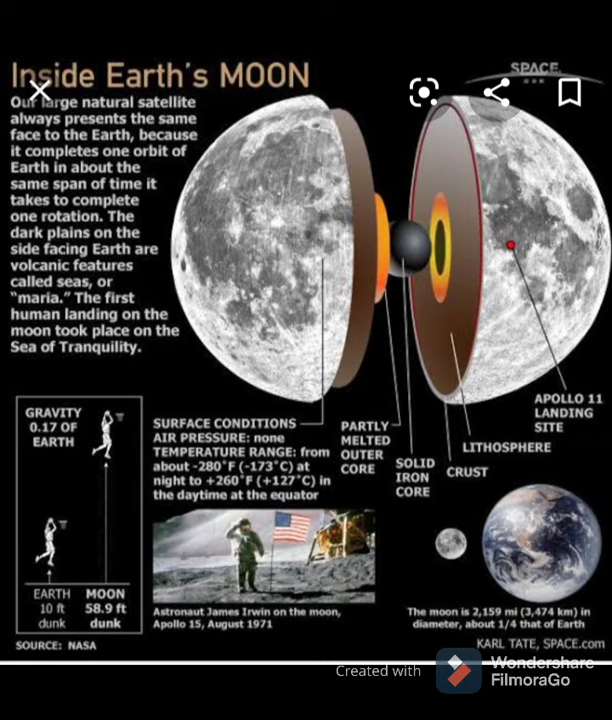 Inside Earth's MOON
SPACE
Our large natural satellite
always presents the same
face to the Earth, because
it completes one orbit of
Earth in about the
same span of time it
takes to complete
one rotation. The
dark plains on the
side facing Earth are
volcanic features
called seas, or
“maria.” The first
human landing on the
moon took place on the
Sea of Tranquility.
GRAVITY
0.17 OF
EARTH
EARTH
10 ft
dunk
MOON
58.9 ft
dunk
SOURCE: NASA
SURFACE CONDITIONS
AIR PRESSURE: none
TEMPERATURE RANGE: from
about -280˚F (-173˚C) at
night to +260˚F (+127˚C) in
the daytime at the equator
PARTLY
MELTED
OUTER
CORE
SOLID
IRON
CORE
CRUST
LITHOSPHERE
APOLLO 11
LANDING
SITE
Astronaut James Irwin on the moon,
Apollo 15, August 1971
The moon is 2,159 mi (3,474 km) in
diameter, about 1/4 that of Earth
KARL TATE, SPACE.com
Created with
Wondershare
FilmoraGo